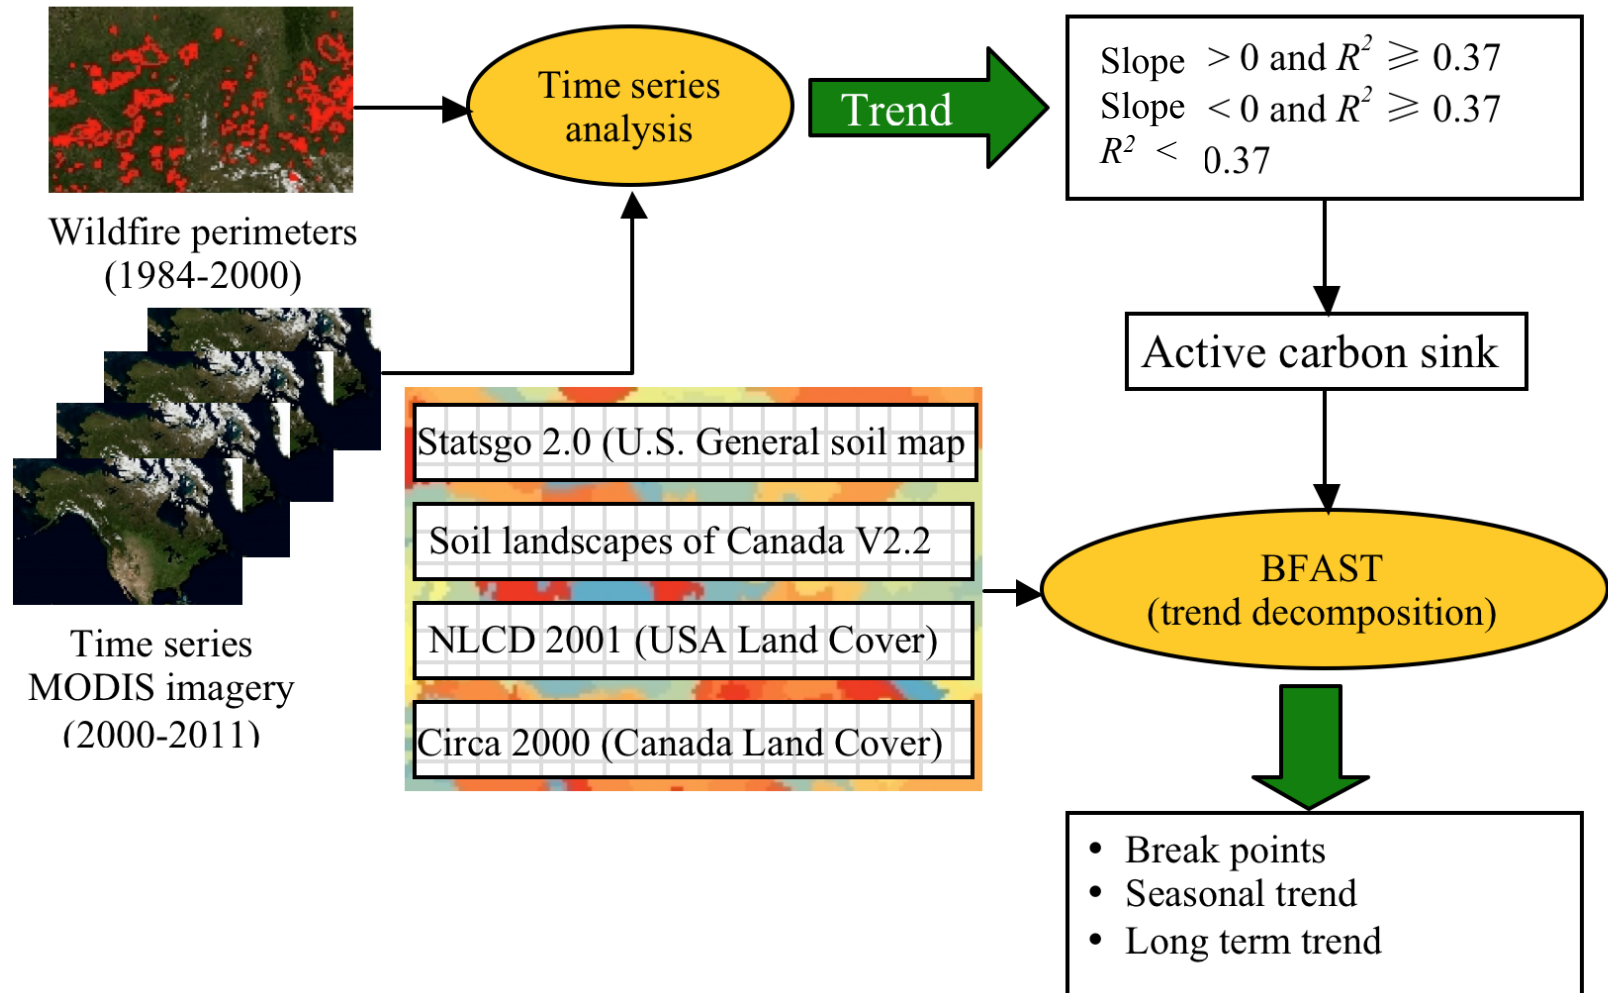 Time series
analysis
Trend
Slope > 0 and R² ⩾ 0.37
Slope < 0 and R² ⩾ 0.37
R² < 0.37
Wildfire perimeters
(1984-2000)
Active carbon sink
Statsgo 2.0 (U.S. General soil map
Soil landscapes of Canada V2.2
NLCD 2001 (USA Land Cover)
Circa 2000 (Canada Land Cover)
BFAST
(trend decomposition)
Time series
MODIS imagery
(2000-2011)
• Break points
• Seasonal trend
• Long term trend